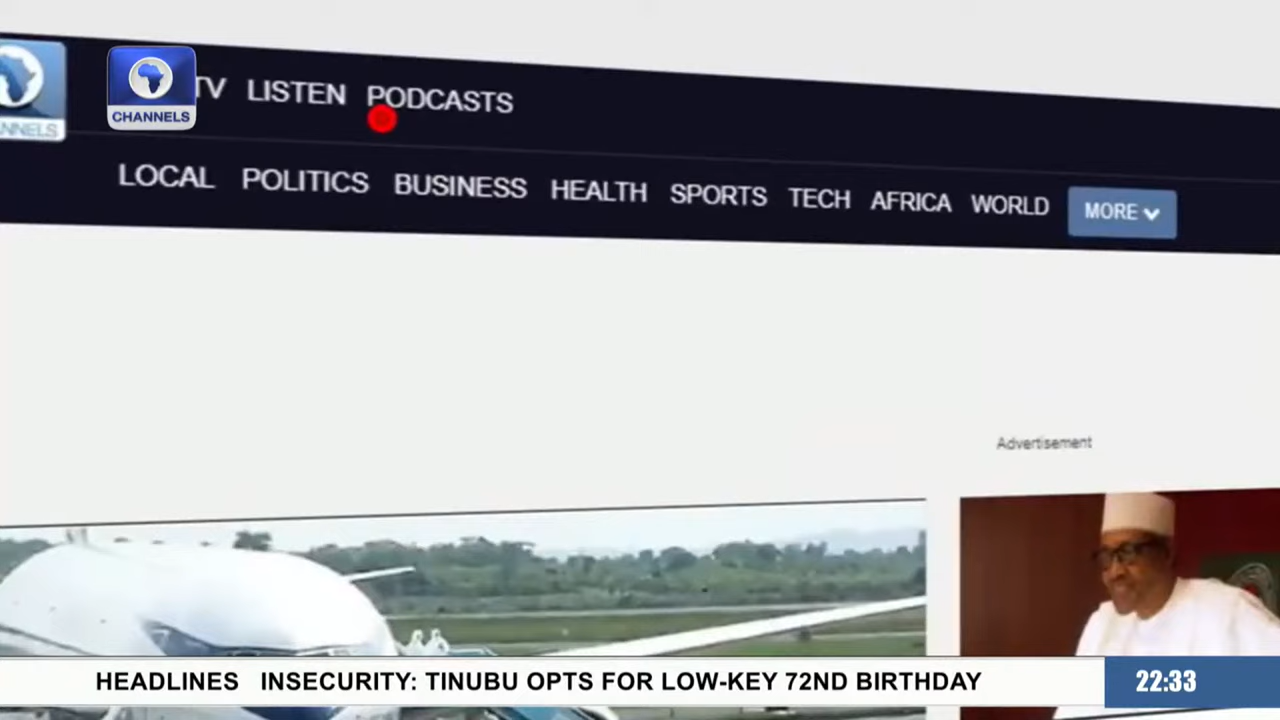 CHANNELS
TV LISTEN PODCASTS
LOCAL POLITICS BUSINESS HEALTH SPORTS TECH AFRICA WORLD MORE
Advertisement
HEADLINES INSECURITY: TINUBU OPTS FOR LOW-KEY 72ND BIRTHDAY
22:33